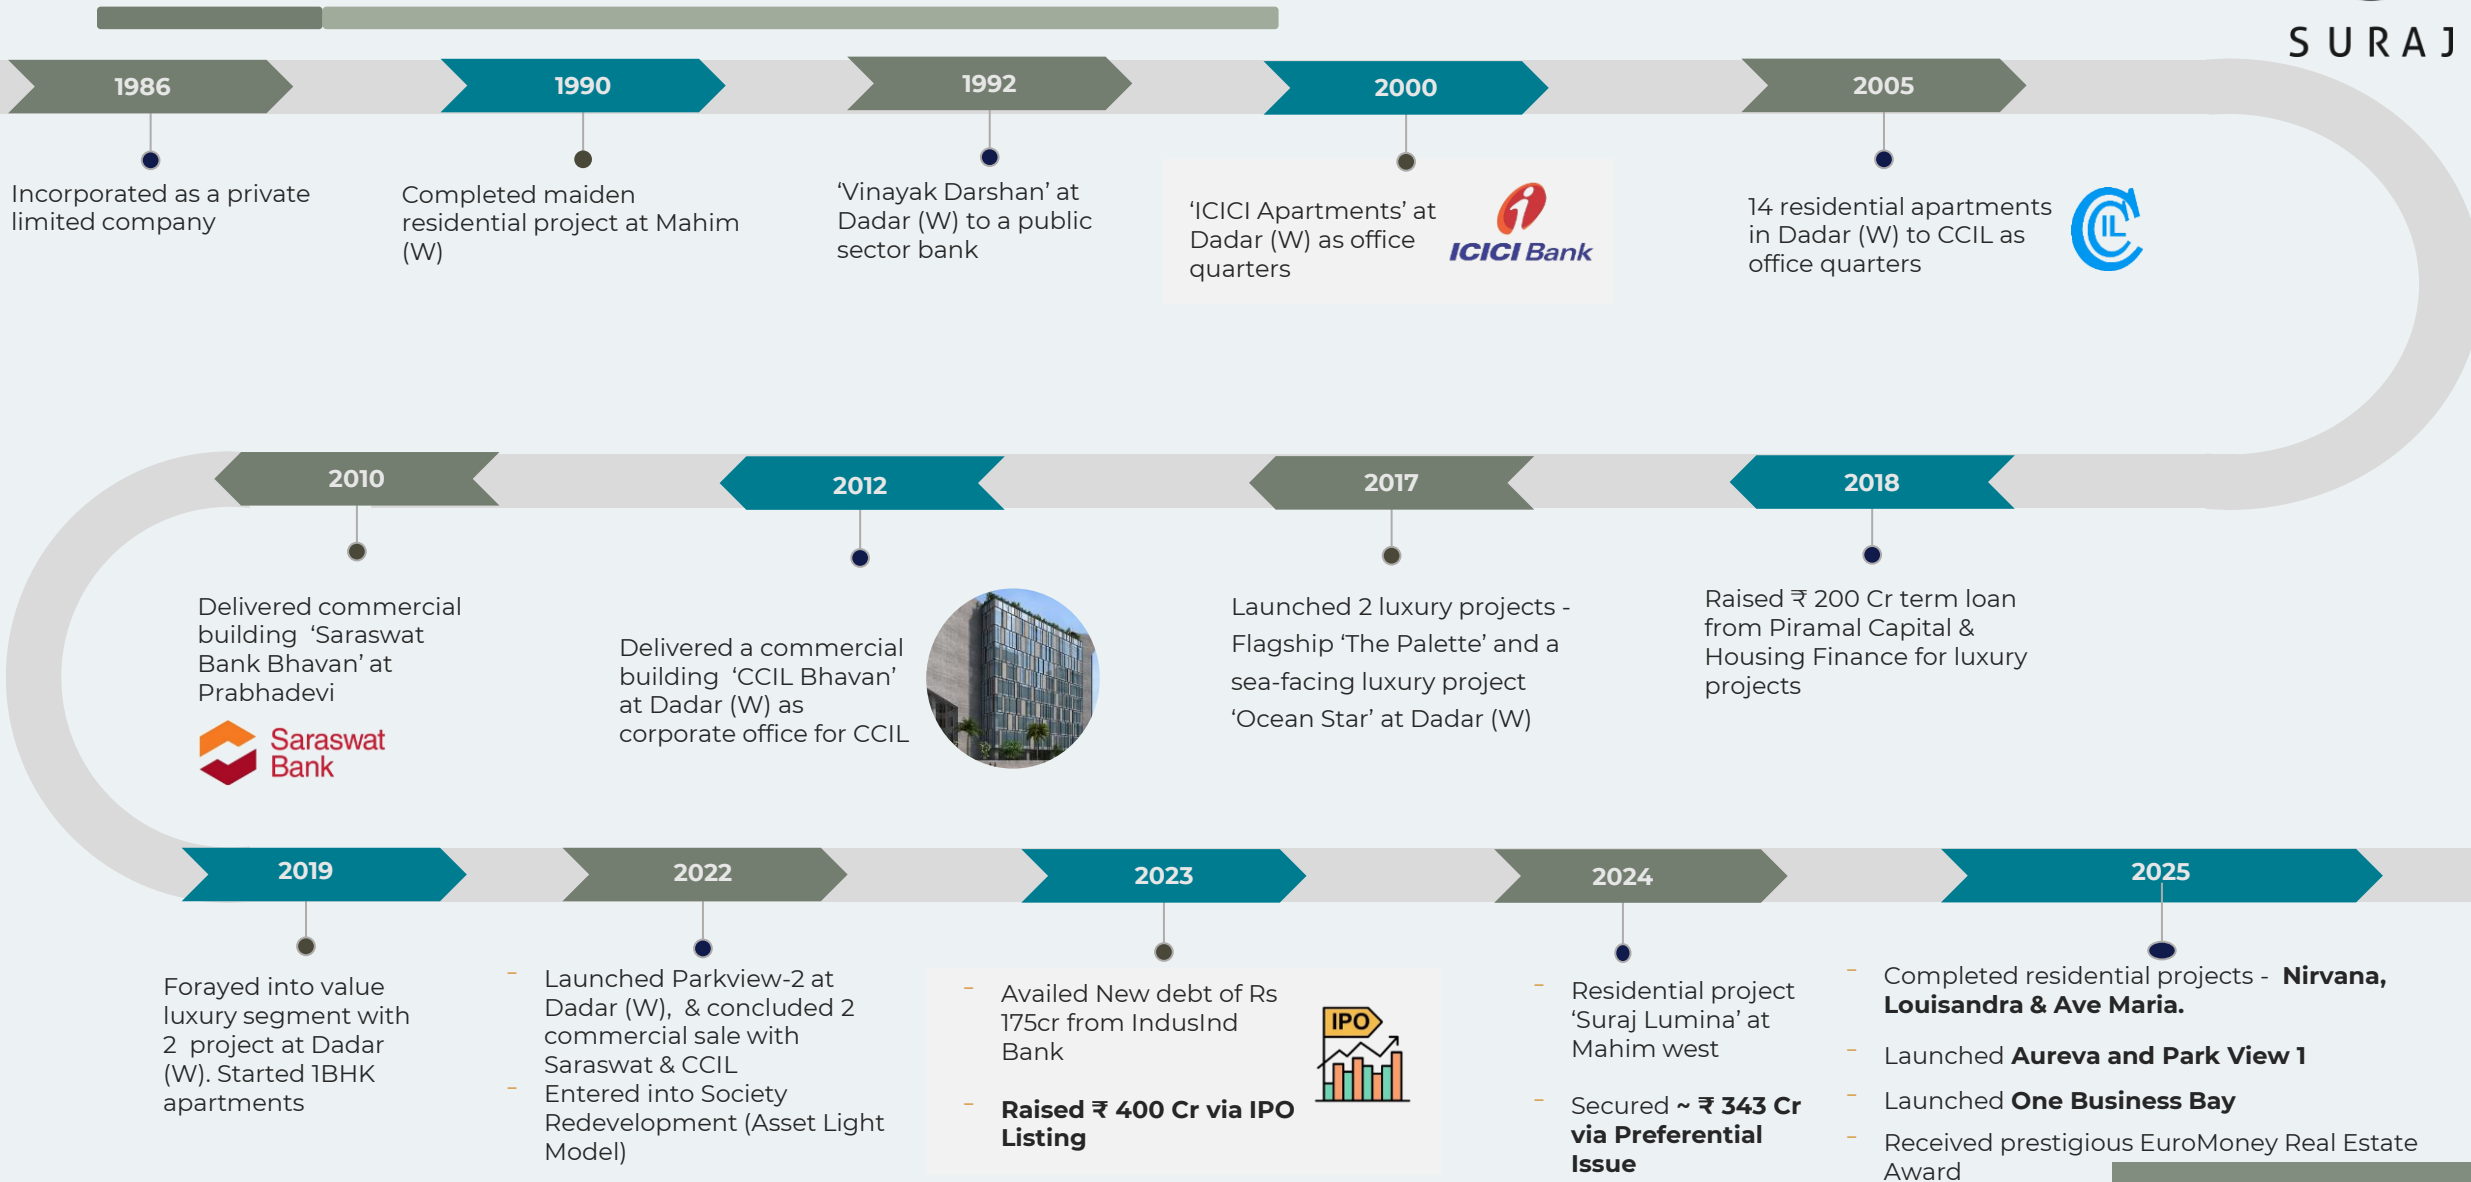 SURAJ
1986
1990
1992
2000
2005
Incorporated as a private
limited company
Completed maiden
residential project at Mahim
(W)
‘Vinayak Darshan’ at
Dadar (W) to a public
sector bank
‘ICICI Apartments’ at
Dadar (W) as office
quarters
ICICI Bank
14 residential apartments
in Dadar (W) to CCIL as
office quarters
CCIL
2010
2012
2017
2018
Delivered commercial
building ‘Saraswat
Bank Bhavan’ at
Prabhadevi
Saraswat
Bank
Delivered a commercial
building ‘CCIL Bhavan’
at Dadar (W) as
corporate office for CCIL
Launched 2 luxury projects -
Flagship ‘The Palette’ and a
sea-facing luxury project
‘Ocean Star’ at Dadar (W)
Raised ₹ 200 Cr term loan
from Piramal Capital &
Housing Finance for luxury
projects
2019
2022
2023
2024
2025
Forayed into value
luxury segment with
2 project at Dadar
(W). Started 1BHK
apartments
- Launched Parkview-2 at
Dadar (W), & concluded 2
commercial sale with
Saraswat & CCIL
- Entered into Society
Redevelopment (Asset Light
Model)
- Availed New debt of Rs
175cr from IndusInd
Bank
- Raised ₹ 400 Cr via IPO
Listing
IPO
- Residential project
‘Suraj Lumina’ at
Mahim west
- Secured ~ ₹ 343 Cr
via Preferential
Issue
- Completed residential projects - Nirvana,
Louisandra & Ave Maria.
- Launched Aureva and Park View 1
- Launched One Business Bay
- Received prestigious EuroMoney Real Estate
Award